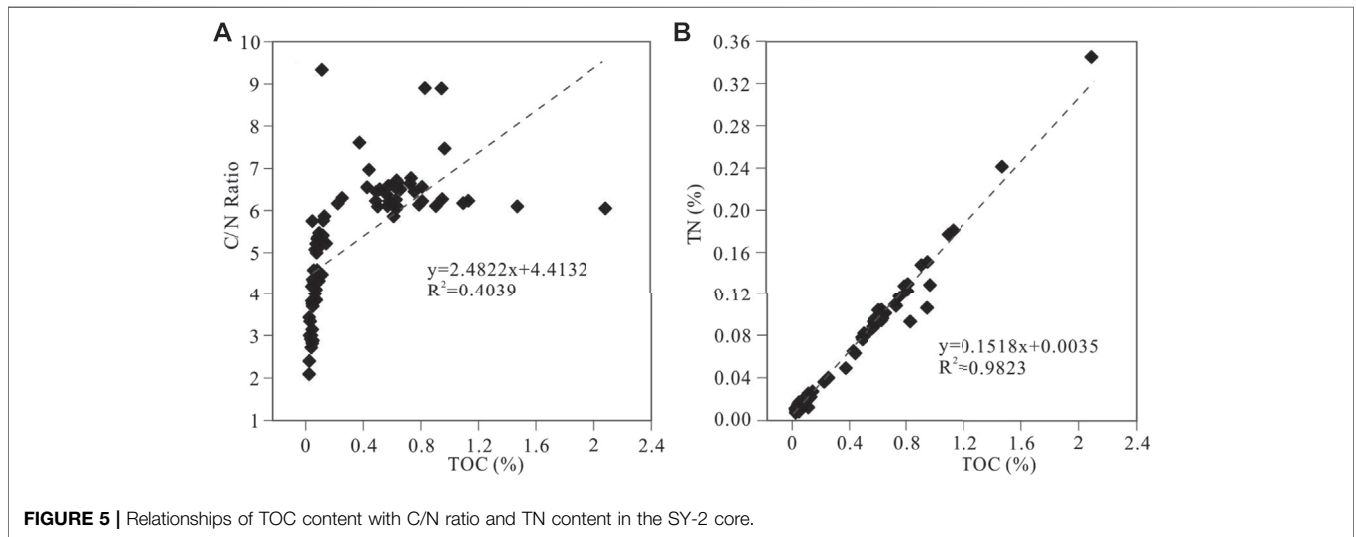 A
10
9
8
7
6
5
4
3
2
1
C/N Ratio
y=2.4822x+4.4132
R²=0.4039
0 0.4 0.8 1.2 1.6 2 2.4
TOC (%)
B
0.36
0.32
0.28
0.24
0.20
0.16
0.12
0.08
0.04
0.00
TN (%)
y=0.1518x+0.0035
R²=0.9823
0 0.4 0.8 1.2 1.6 2 2.4
TOC (%)
FIGURE 5 | Relationships of TOC content with C/N ratio and TN content in the SY-2 core.